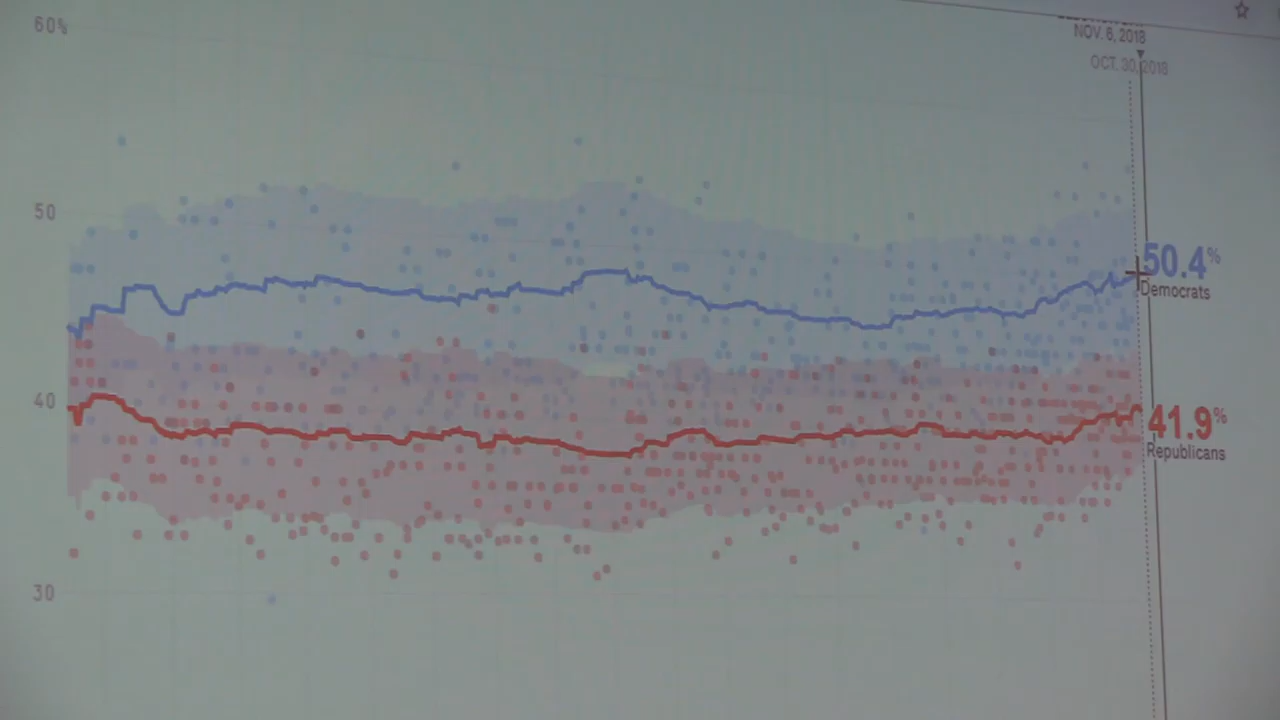 60%
NOV. 6, 2018
OCT. 30, 2018
50
50.4%
Democrats
40
41.9%
Republicans
30